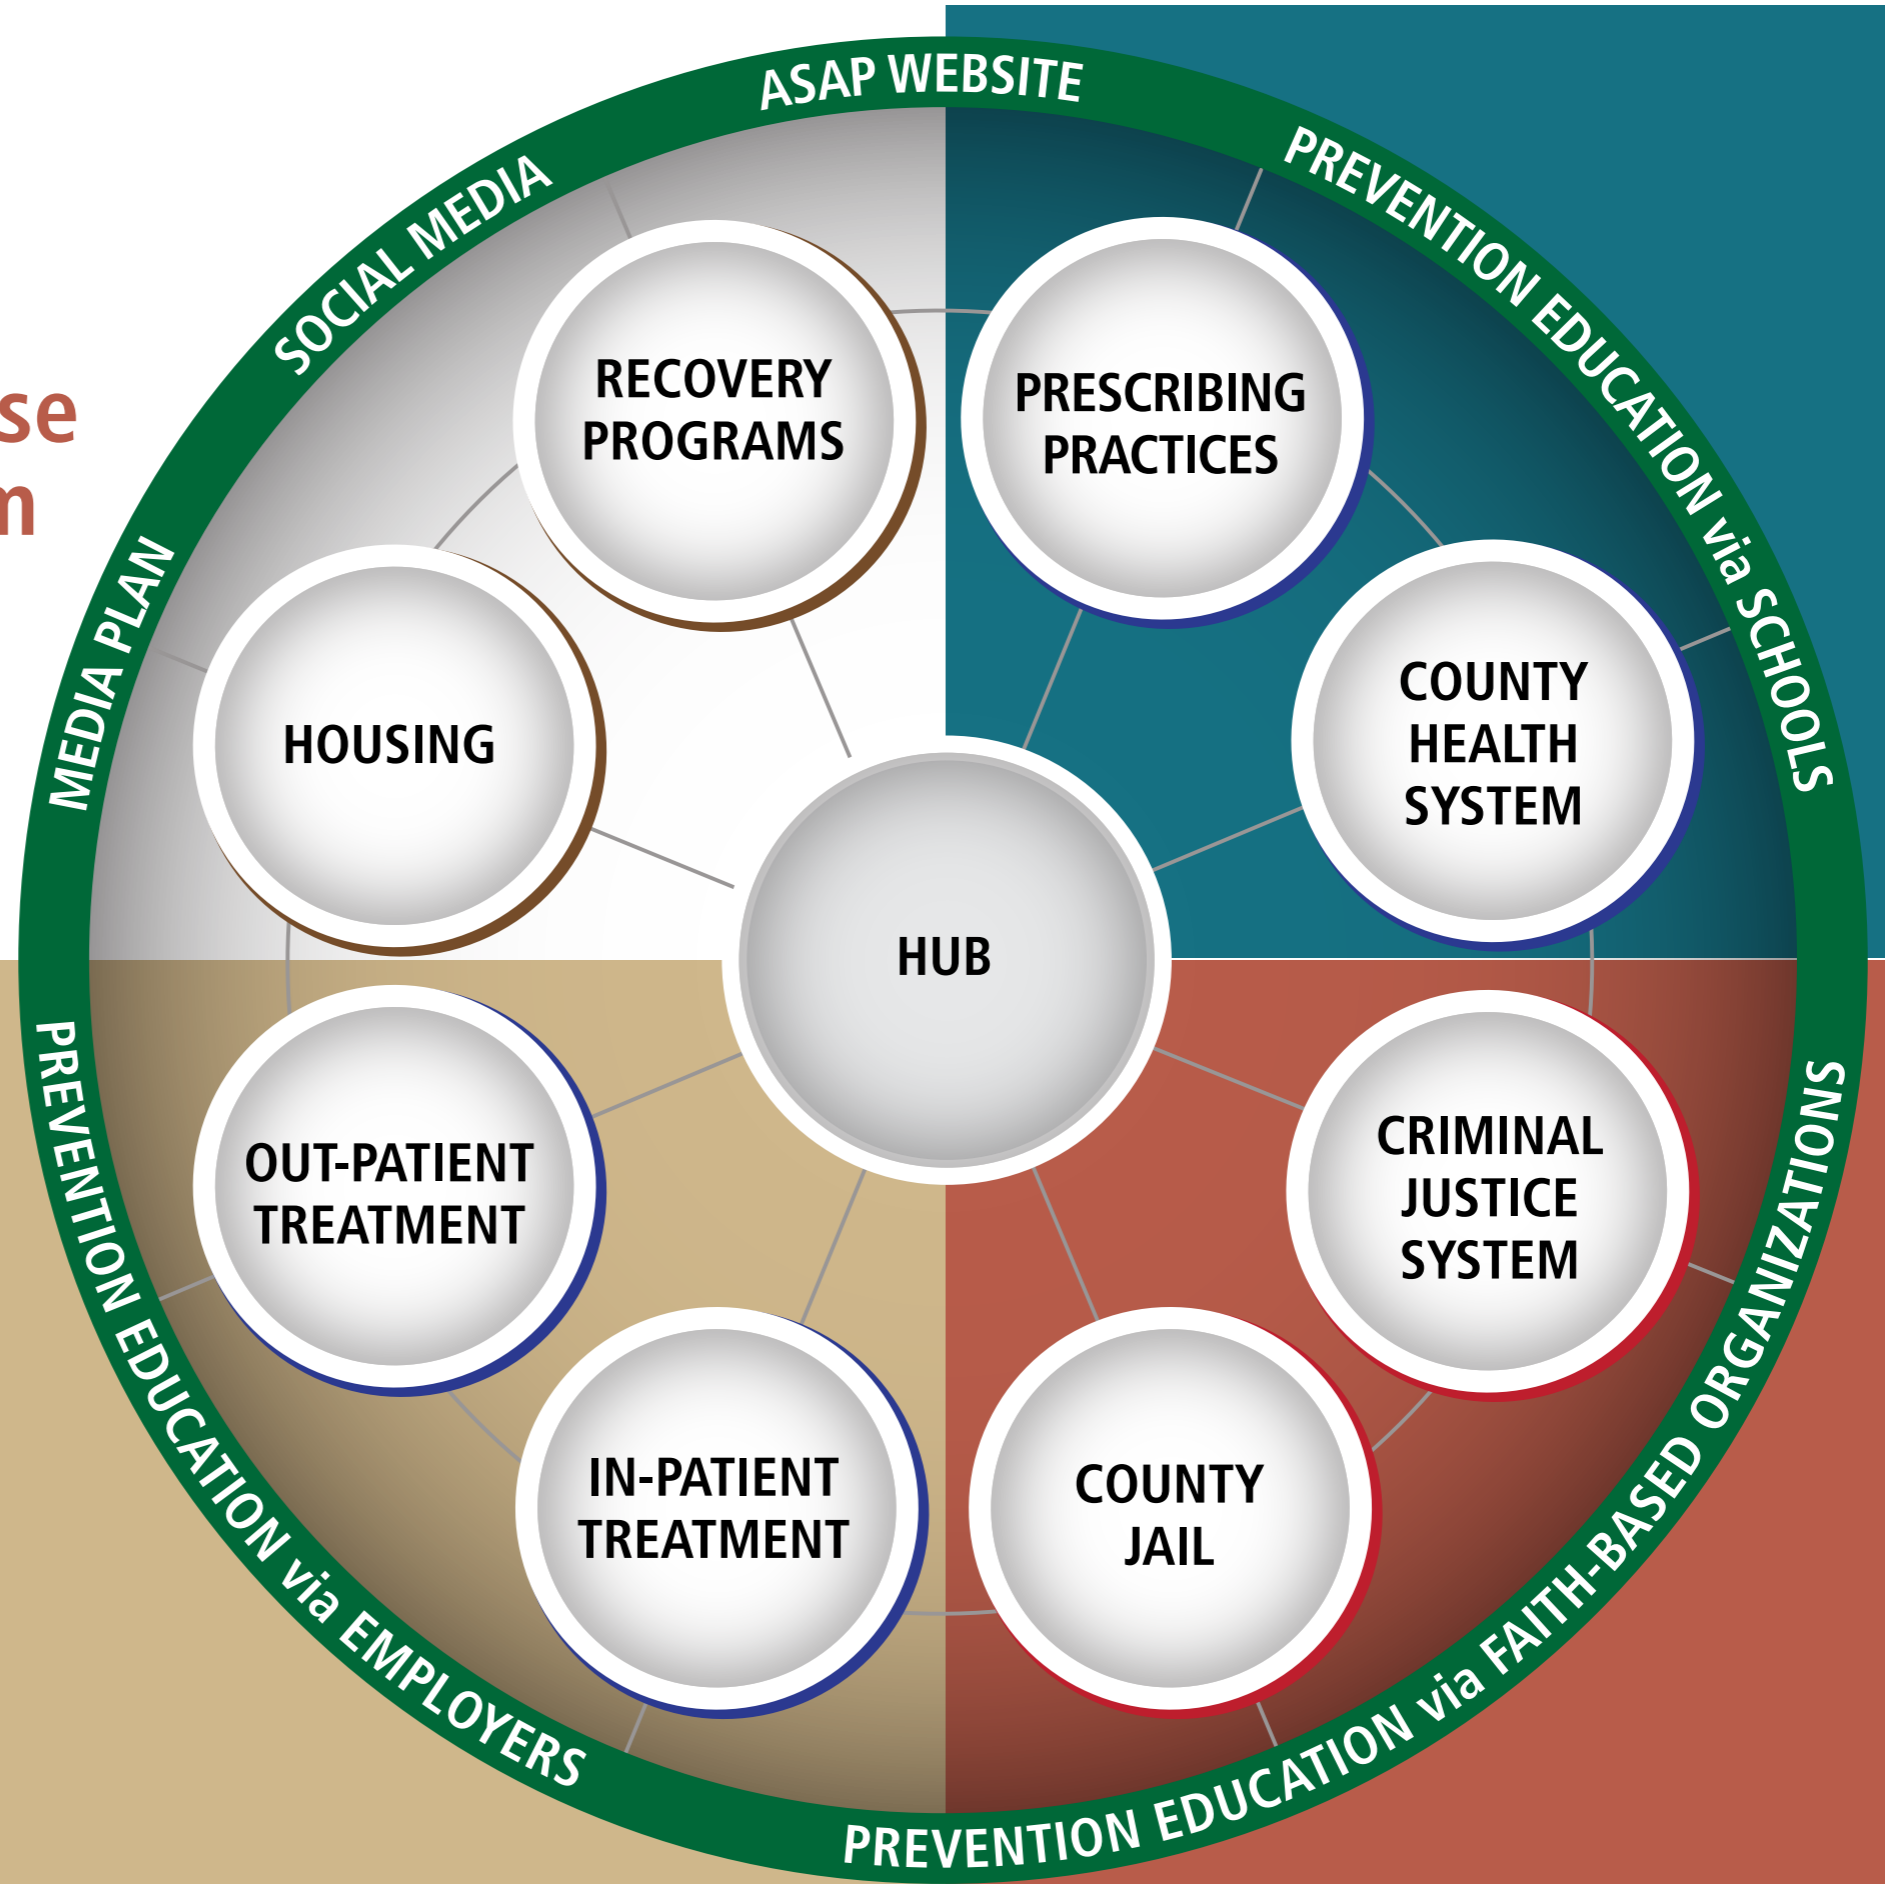 ASAP WEBSITE
PREVENTION EDUCATION via SCHOOLS
PREVENTION EDUCATION via FAITH-BASED ORGANIZATIONS
PREVENTION EDUCATION via EMPLOYERS
MEDIA PLAN
SOCIAL MEDIA
se
m
RECOVERY
PROGRAMS
PRESCRIBING
PRACTICES
HOUSING
COUNTY
HEALTH
SYSTEM
HUB
OUT-PATIENT
TREATMENT
CRIMINAL
JUSTICE
SYSTEM
IN-PATIENT
TREATMENT
COUNTY
JAIL